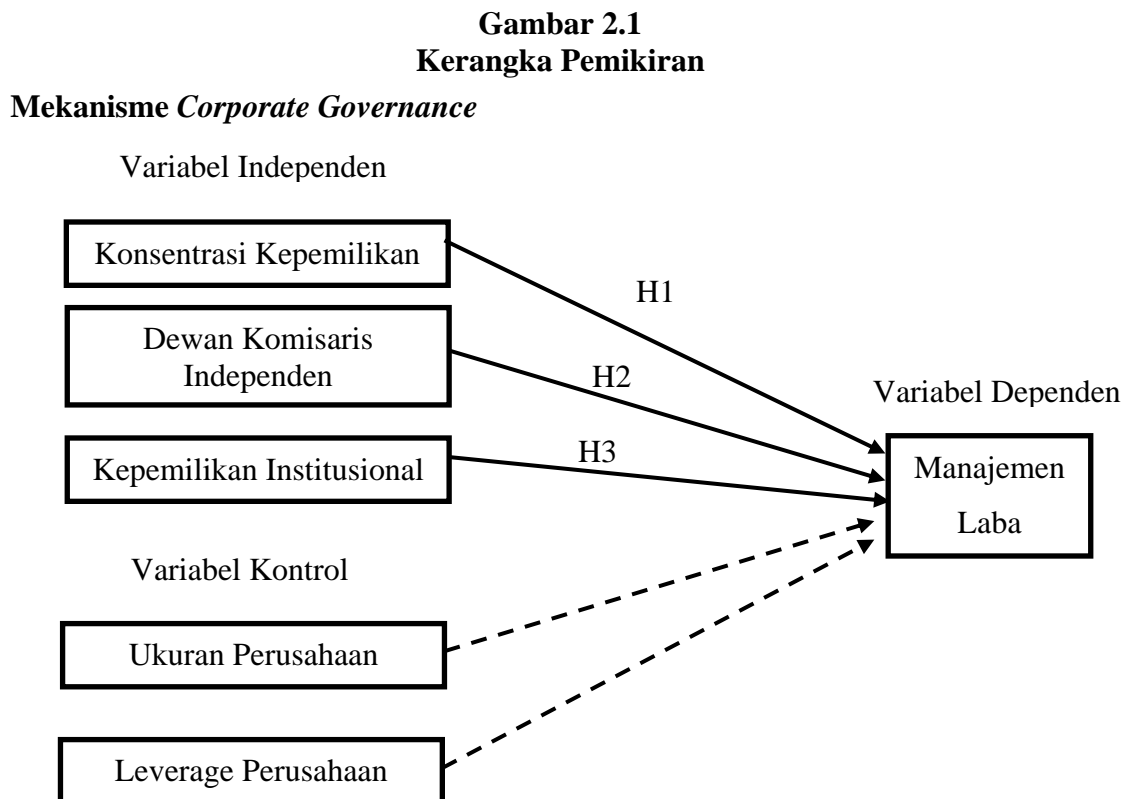 Gambar 2.1
Kerangka Pemikiran
Mekanisme Corporate Governance
Variabel Independen
Konsentrasi Kepemilikan
H1
Dewan Komisaris
Independen
H2
Variabel Dependen
Kepemilikan Institusional
H3
Manajemen
Laba
Variabel Kontrol
Ukuran Perusahaan
Leverage Perusahaan